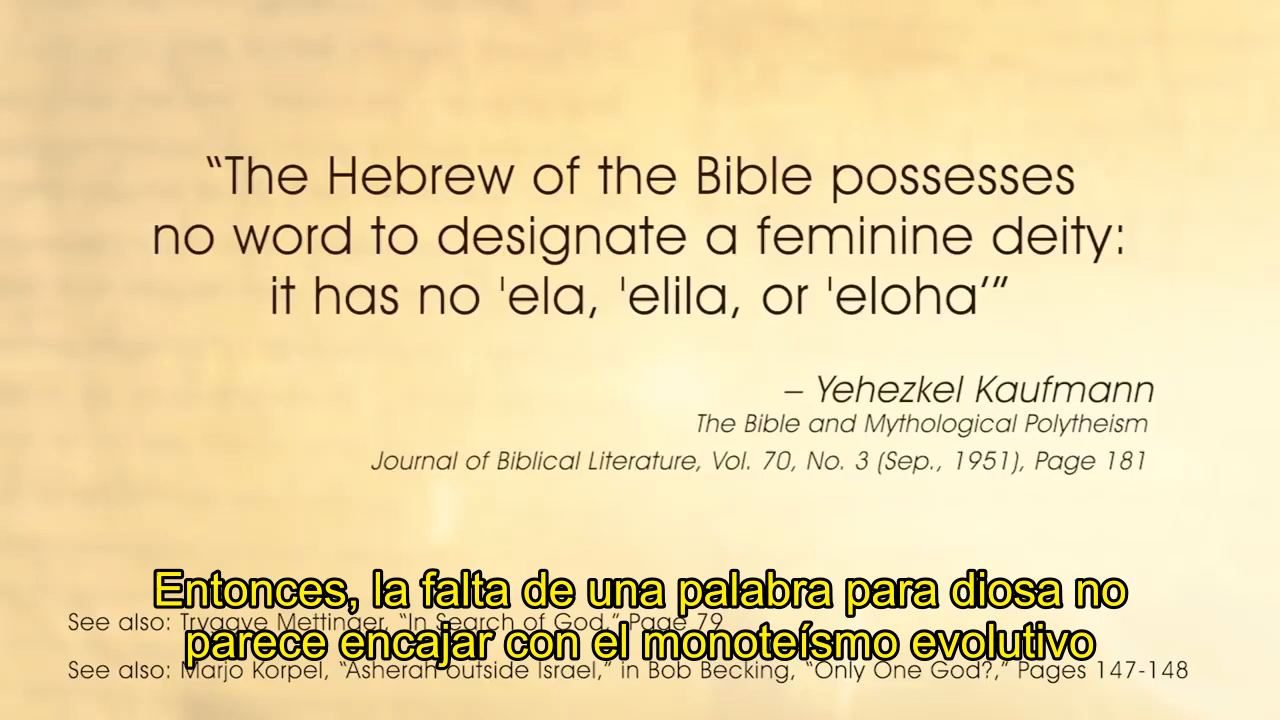 “The Hebrew of the Bible possesses
no word to designate a feminine deity:
it has no 'ela, 'elila, or 'eloha’”
– Yehezkel Kaufmann
The Bible and Mythological Polytheism
Journal of Biblical Literature, Vol. 70, No. 3 (Sep., 1951), Page 181
Entonces, la falta de una palabra para diosa no
See also: Tryggve Mettinger, “In Search of God,” Page 79
parece encajar con el monoteísmo evolutivo
See also: Marjo Korpel, “Asherah outside Israel,” in Bob Becking, “Only One God?,” Pages 147-148